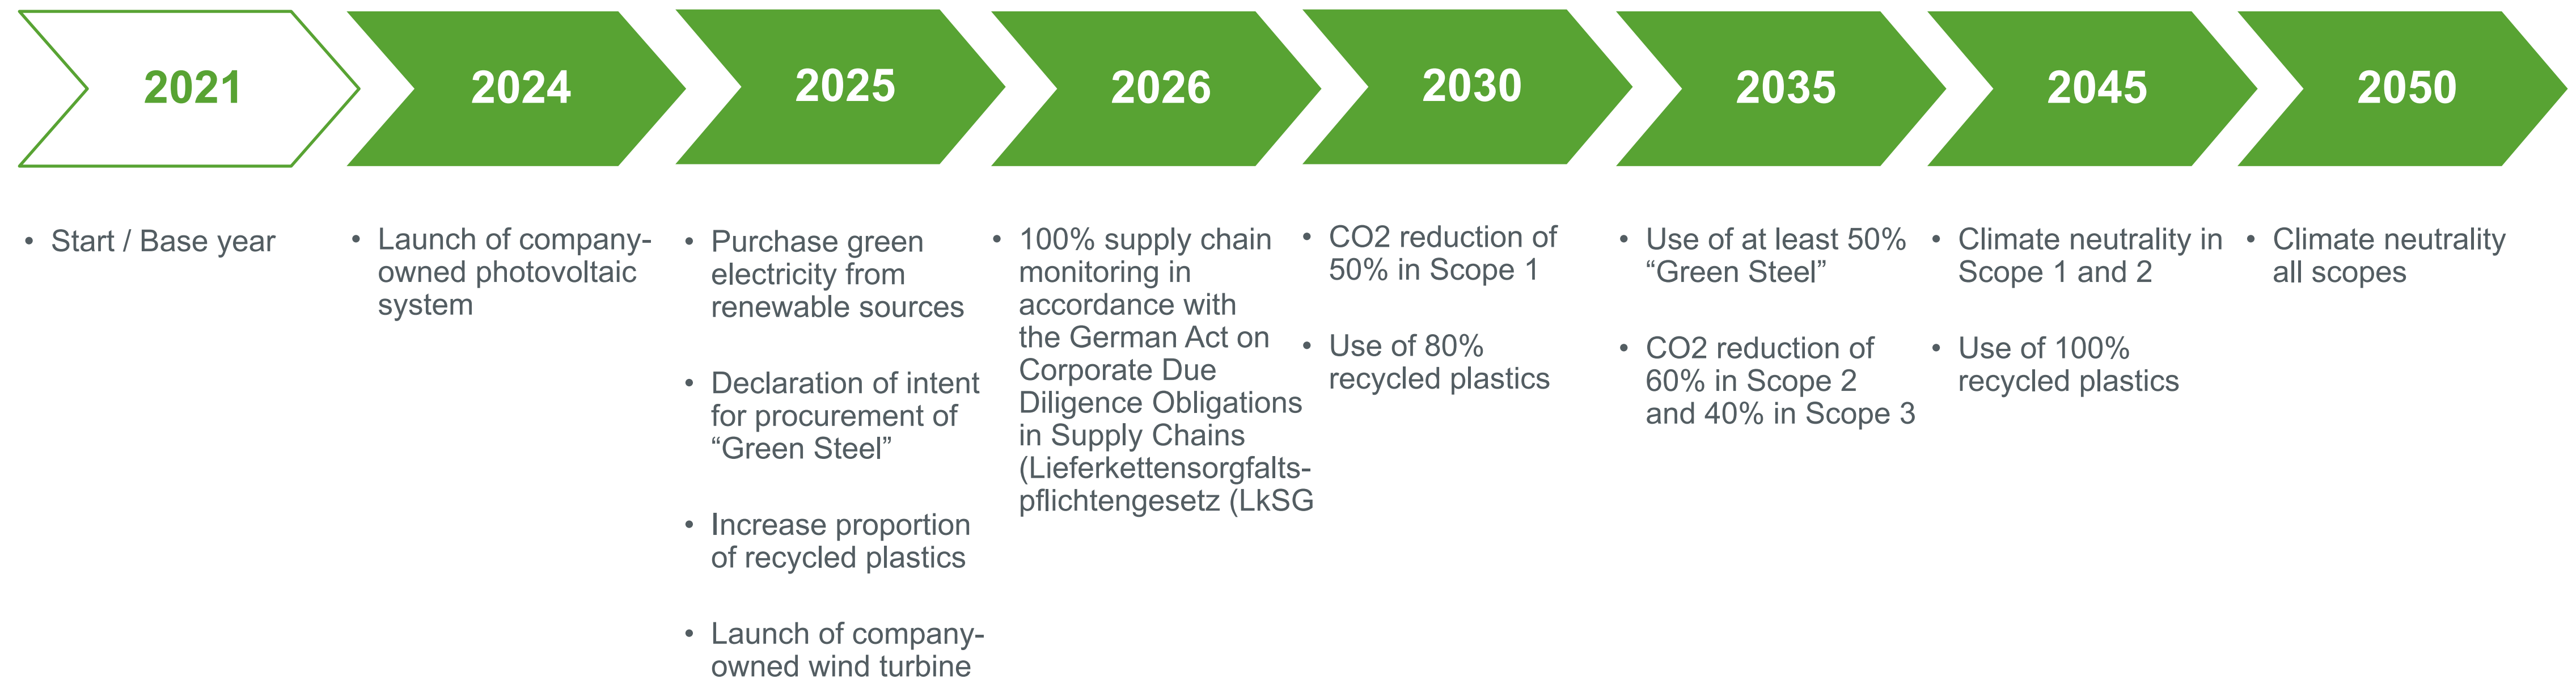 2021
2024
2025
2026
2030
2035
2045
2050
• Start / Base year
• Launch of company-
owned photovoltaic
system
• Purchase green
electricity from
renewable sources
• Declaration of intent
for procurement of
“Green Steel”
• Increase proportion
of recycled plastics
• Launch of company-
owned wind turbine
• 100% supply chain
monitoring in
accordance with
the German Act on
Corporate Due
Diligence Obligations
in Supply Chains
(Lieferkettensorgfalts-
pflichtengesetz (LkSG
• CO2 reduction of
50% in Scope 1
• Use of 80%
recycled plastics
• Use of at least 50%
“Green Steel”
• CO2 reduction of
60% in Scope 2
and 40% in Scope 3
• Climate neutrality in
Scope 1 and 2
• Use of 100%
recycled plastics
• Climate neutrality
all scopes